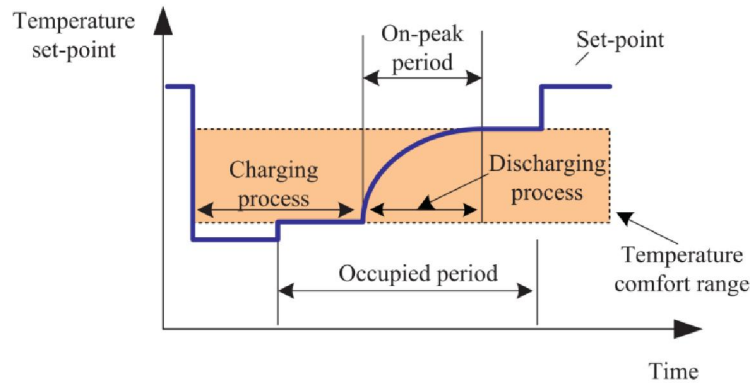 Temperature
set-point
On-peak
period
Set-point
Charging
process
Discharging
process
Temperature
comfort range
Occupied period
Time